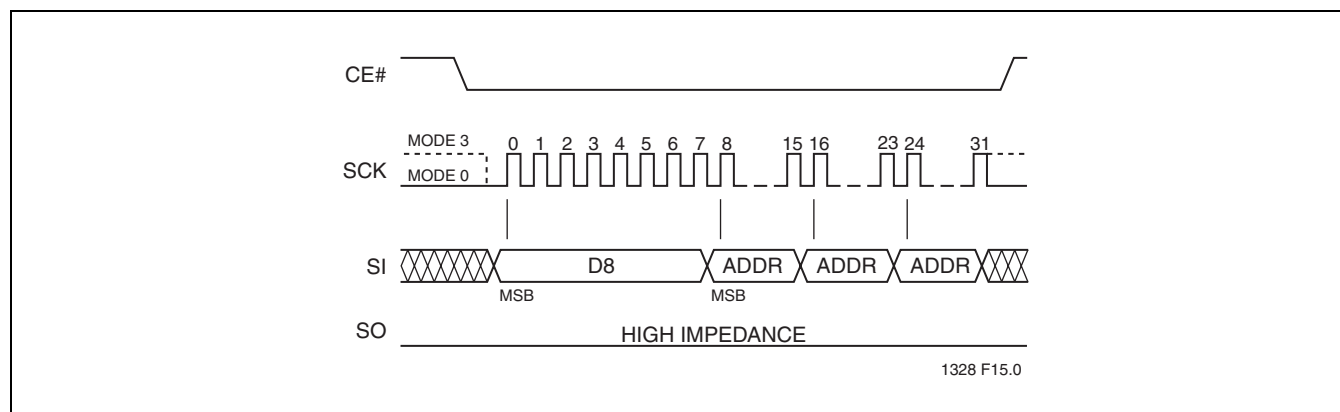 CE#
MODE 3
0 1 2 3 4 5 6 7 8 15 16 23 24 31
SCK
MODE 0
SI D8 ADDR ADDR ADDR
MSB MSB
SO HIGH IMPEDANCE
1328 F15.0